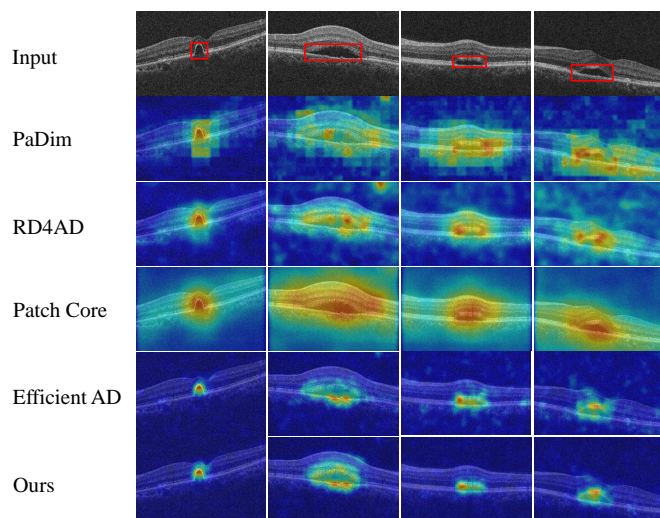 Input
PaDim
RD4AD
Patch Core
Efficient AD
Ours